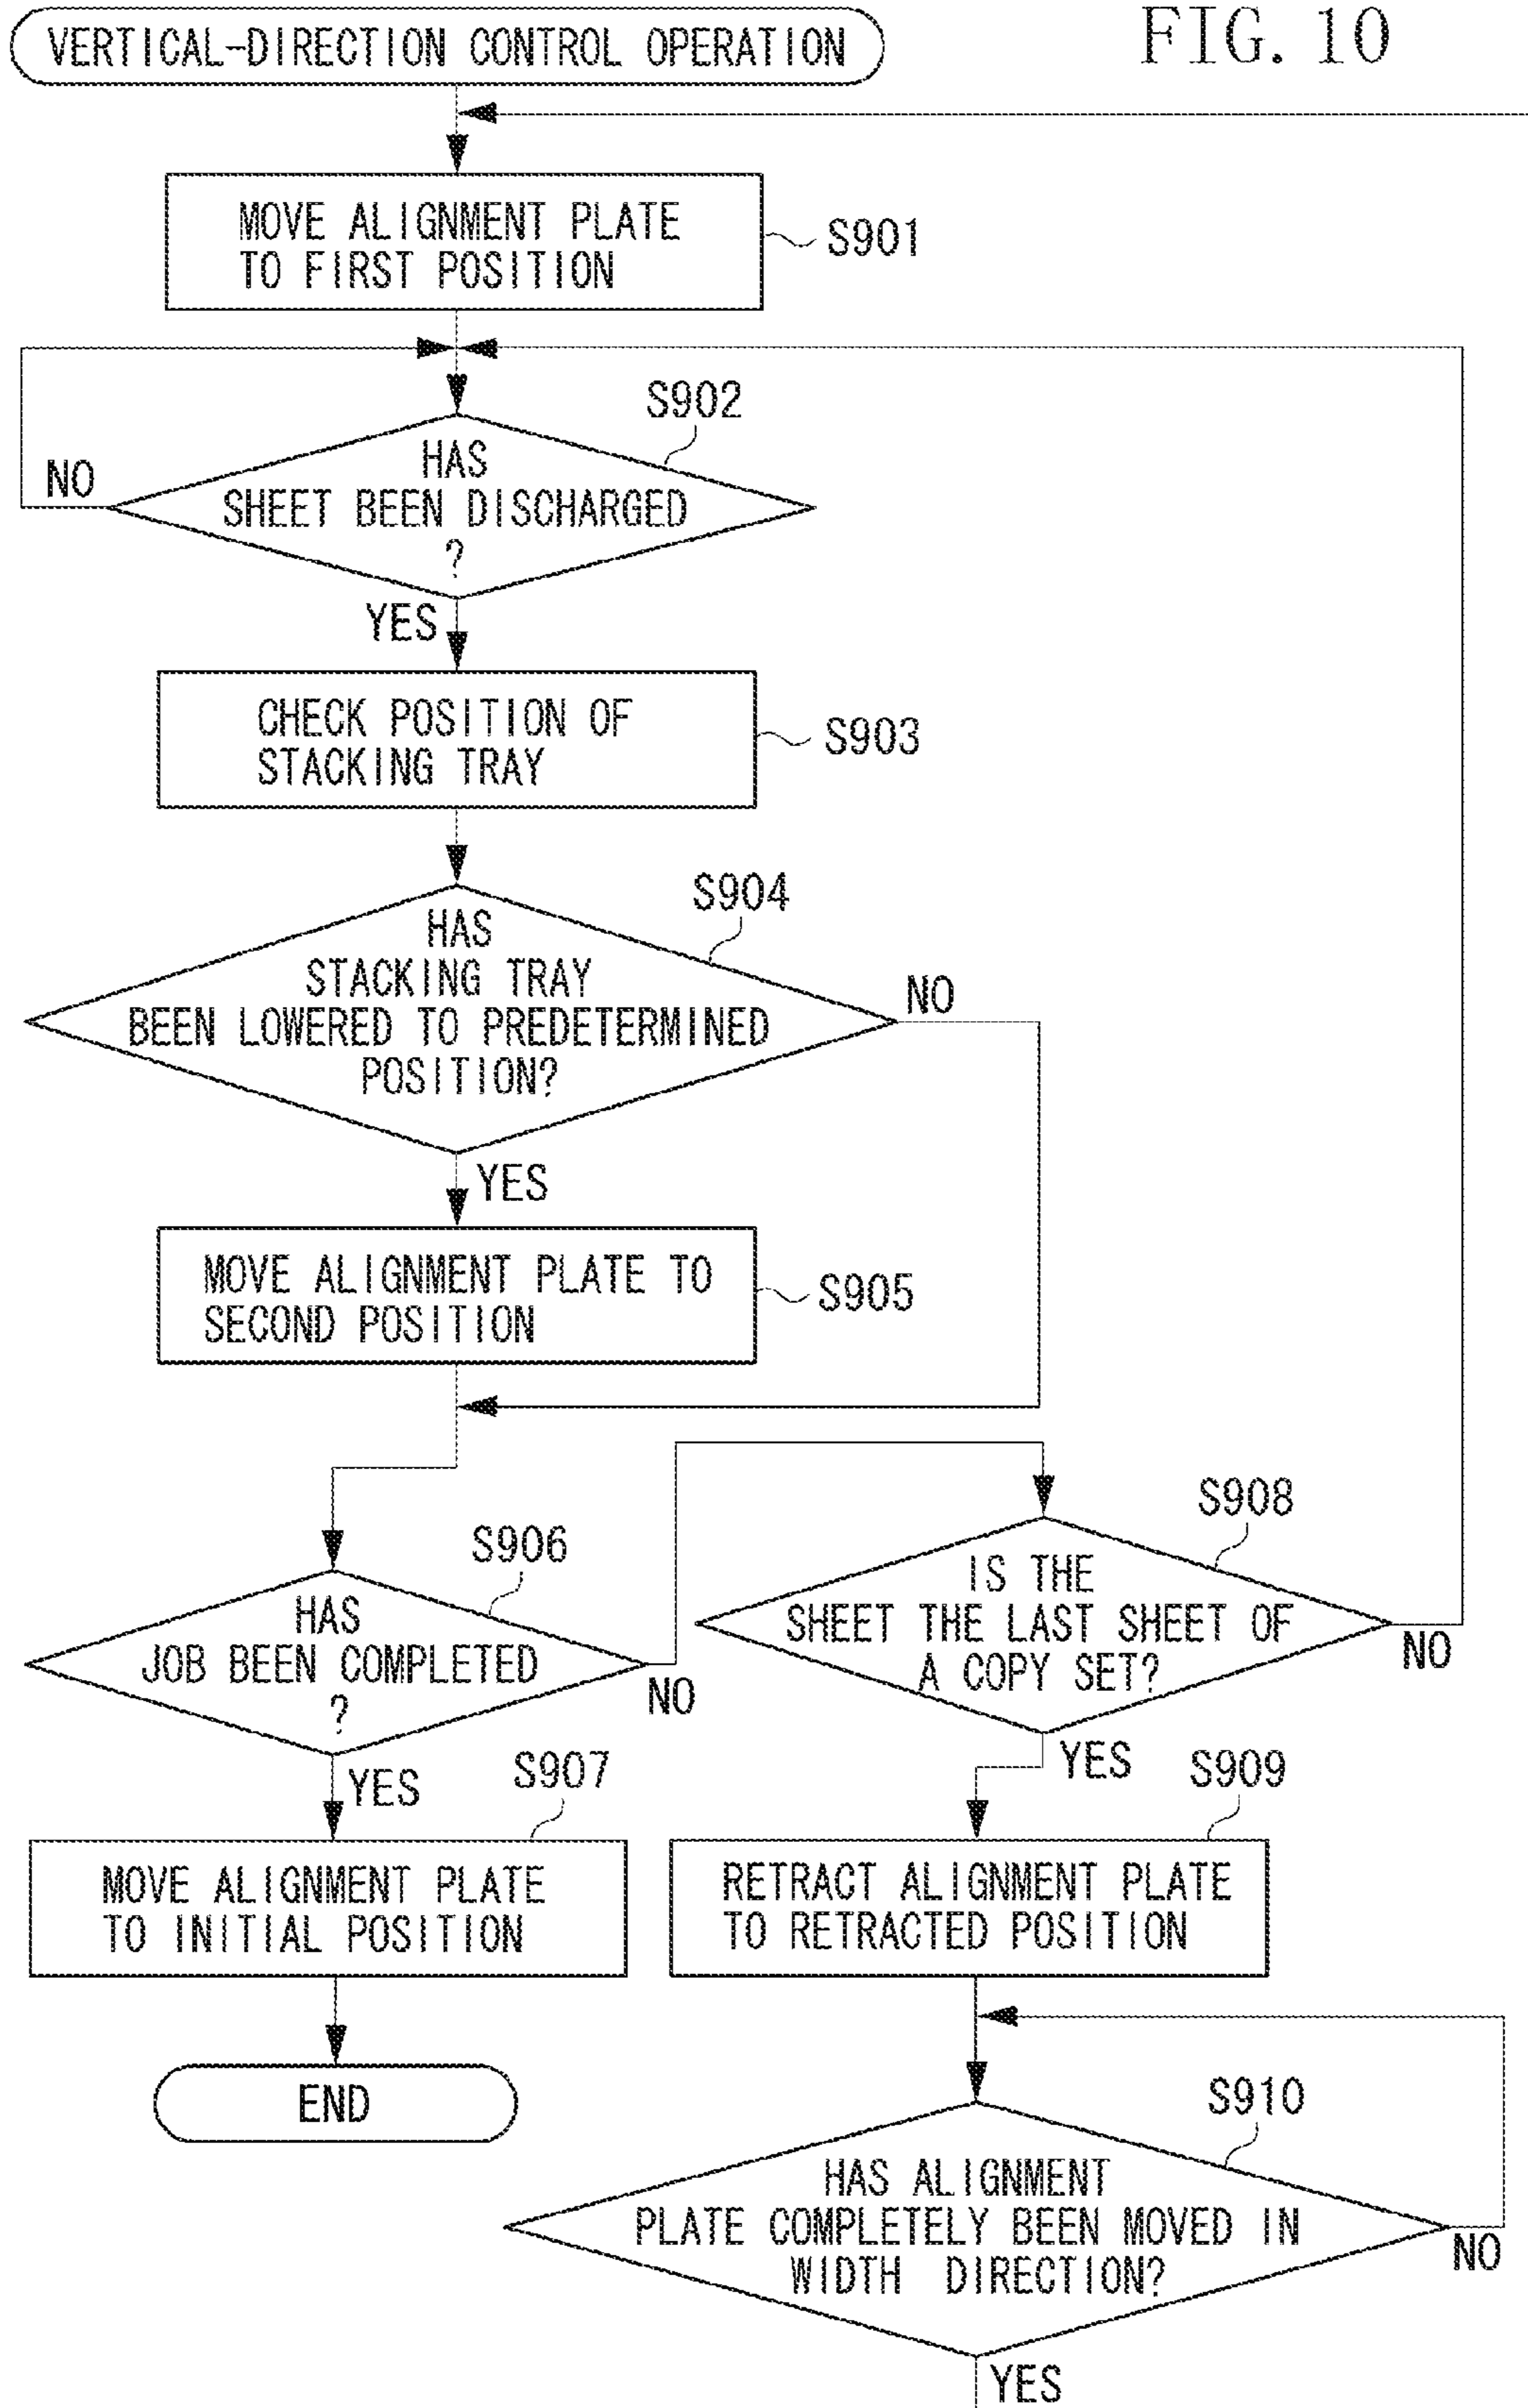 FIG. 10
VERTICAL-DIRECTION CONTROL OPERATION
MOVE ALIGNMENT PLATE
TO FIRST POSITION
S901
S902
HAS
SHEET BEEN DISCHARGED
?
NO
YES
CHECK POSITION OF
STACKING TRAY
S903
S904
HAS
STACKING TRAY
BEEN LOWERED TO PREDETERMINED
POSITION?
NO
YES
MOVE ALIGNMENT PLATE TO
SECOND POSITION
S905
S906
HAS
JOB BEEN COMPLETED
?
NO
YES
S907
MOVE ALIGNMENT PLATE
TO INITIAL POSITION
END
S908
IS THE
SHEET THE LAST SHEET OF
A COPY SET?
NO
YES
S909
RETRACT ALIGNMENT PLATE
TO RETRACTED POSITION
S910
HAS ALIGNMENT
PLATE COMPLETELY BEEN MOVED IN
WIDTH DIRECTION?
NO
YES